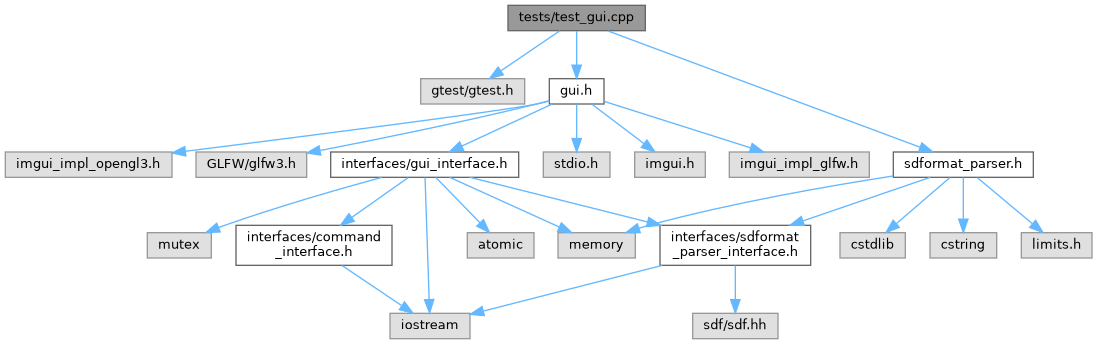 tests/test_gui.cpp
gtest/gtest.h
gui.h
imgui_impl_opengl3.h
GLFW/glfw3.h
interfaces/gui_interface.h
stdio.h
imgui.h
imgui_impl_glfw.h
sdformat_parser.h
mutex
interfaces/command
_interface.h
atomic
memory
interfaces/sdformat
_parser_interface.h
cstdlib
cstring
limits.h
iostream
sdf/sdf.hh